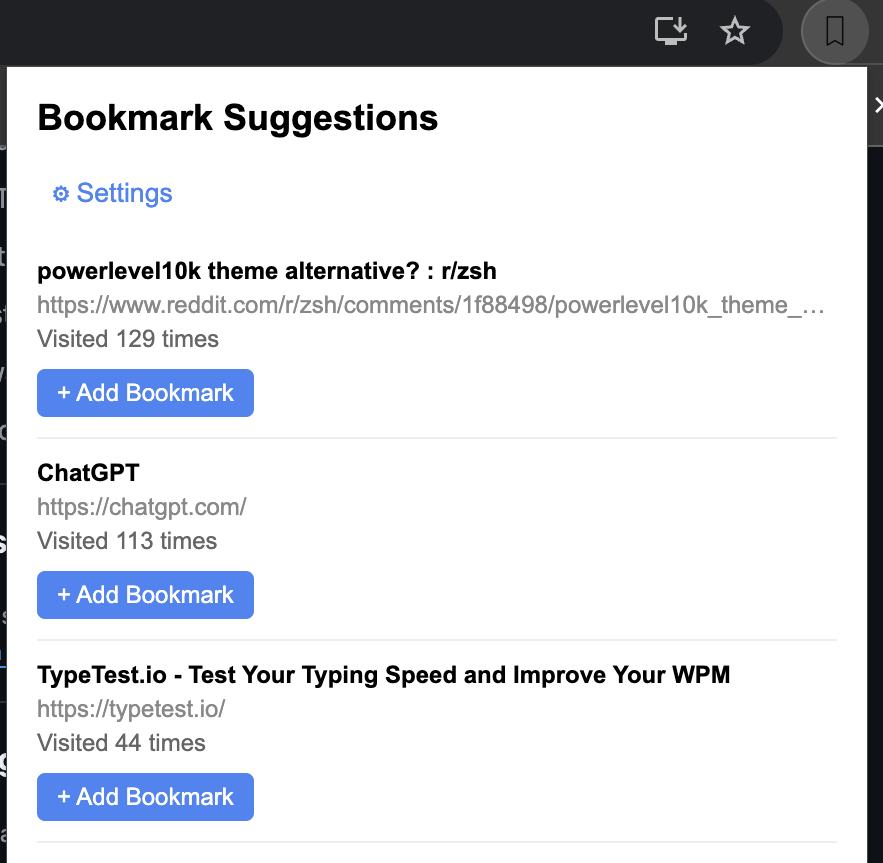 Bookmark Suggestions
Settings
powerlevel10k theme alternative? : r/zsh
https://www.reddit.com/r/zsh/comments/1f88498/powerlevel10k_theme_…
Visited 129 times
+ Add Bookmark
ChatGPT
https://chatgpt.com/
Visited 113 times
+ Add Bookmark
TypeTest.io - Test Your Typing Speed and Improve Your WPM
https://typetest.io/
Visited 44 times
+ Add Bookmark